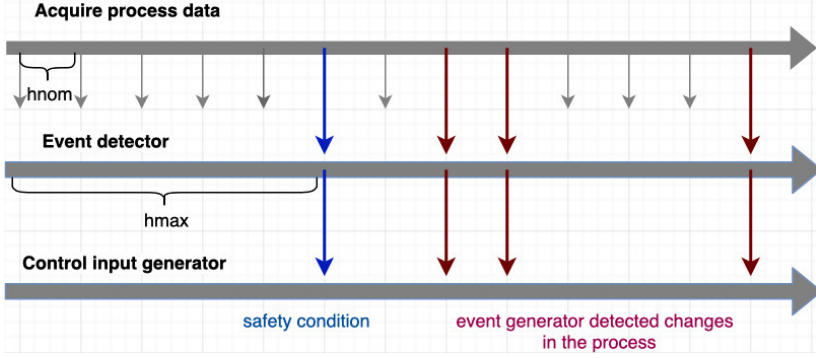 Acquire process data
hnom
Event detector
hmax
Control input generator
safety condition
event generator detected changes
in the process